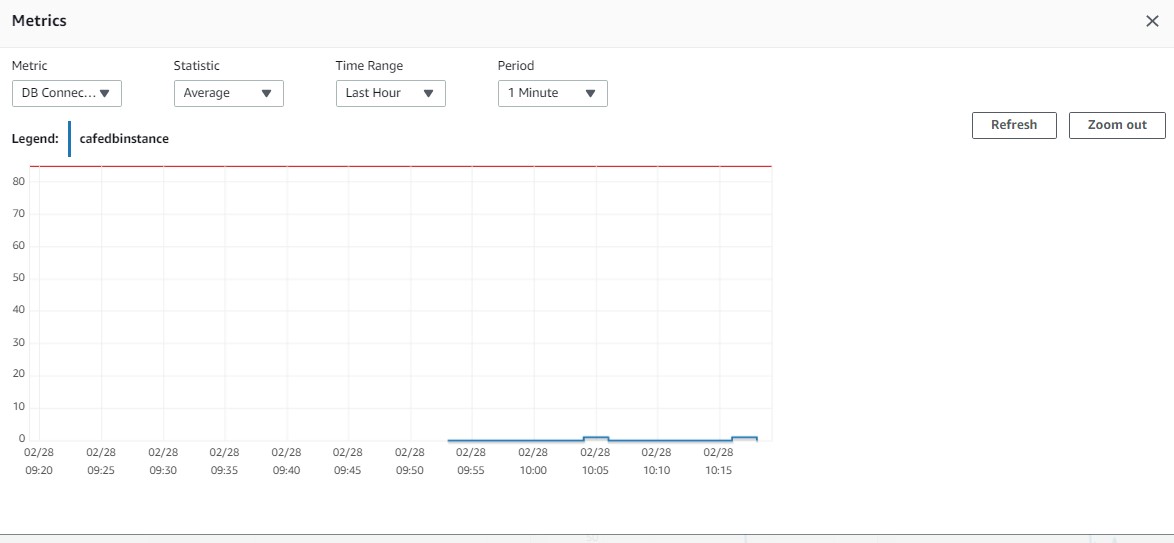 Metrics
Metric Statistic Time Range Period
DB Connec... Average Last Hour 1 Minute
Refresh Zoom out
Legend: cafedbinstance
80
70
60
50
40
30
20
10
0
02/28 02/28 02/28 02/28 02/28 02/28 02/28 02/28 02/28 02/28 02/28 02/28
09:20 09:25 09:30 09:35 09:40 09:45 09:50 09:55 10:00 10:05 10:10 10:15